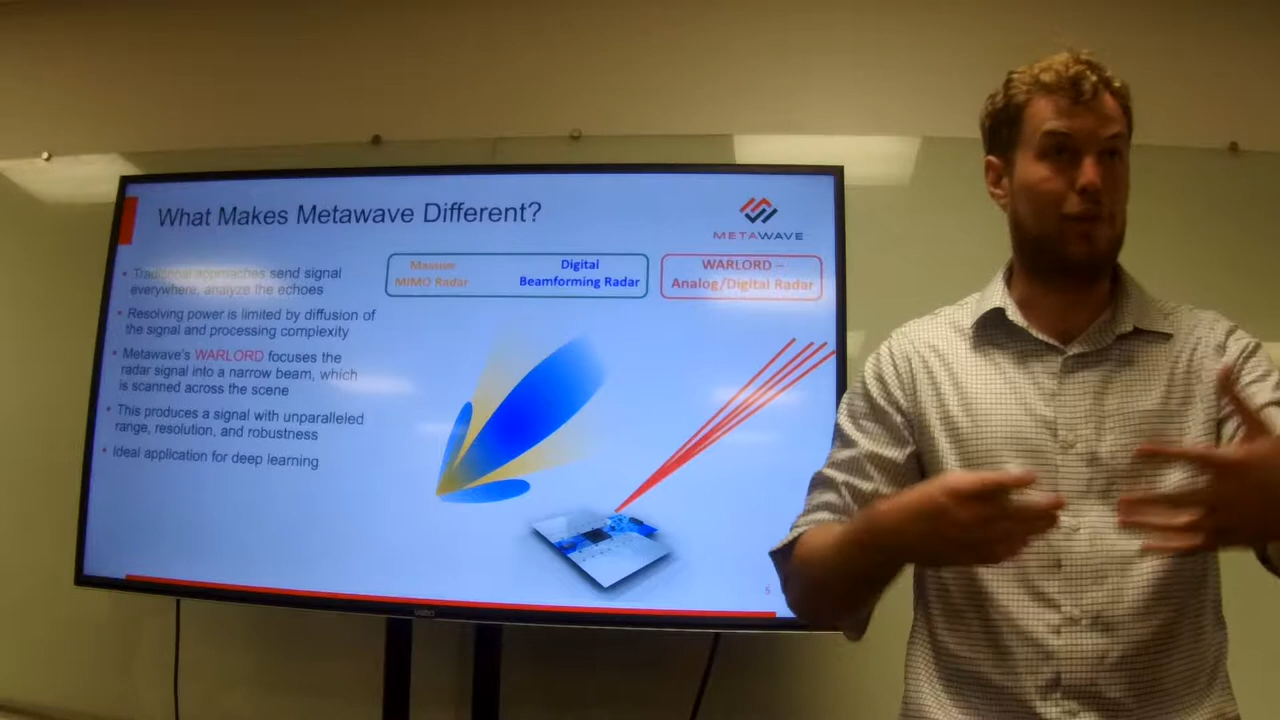 What Makes Metawave Different?
METAWAVE
Traditional approaches send signal
everywhere, analyze the echoes
Resolving power is limited by diffusion of
the signal and processing complexity
Metawave's WARLORD focuses the
radar signal into a narrow beam, which
is scanned across the scene
This produces a signal with unparalleled
range, resolution, and robustness
Ideal application for deep learning
Massive
MIMO Radar
Digital
Beamforming Radar
WARLORD –
Analog/Digital Radar
5
VIZIO